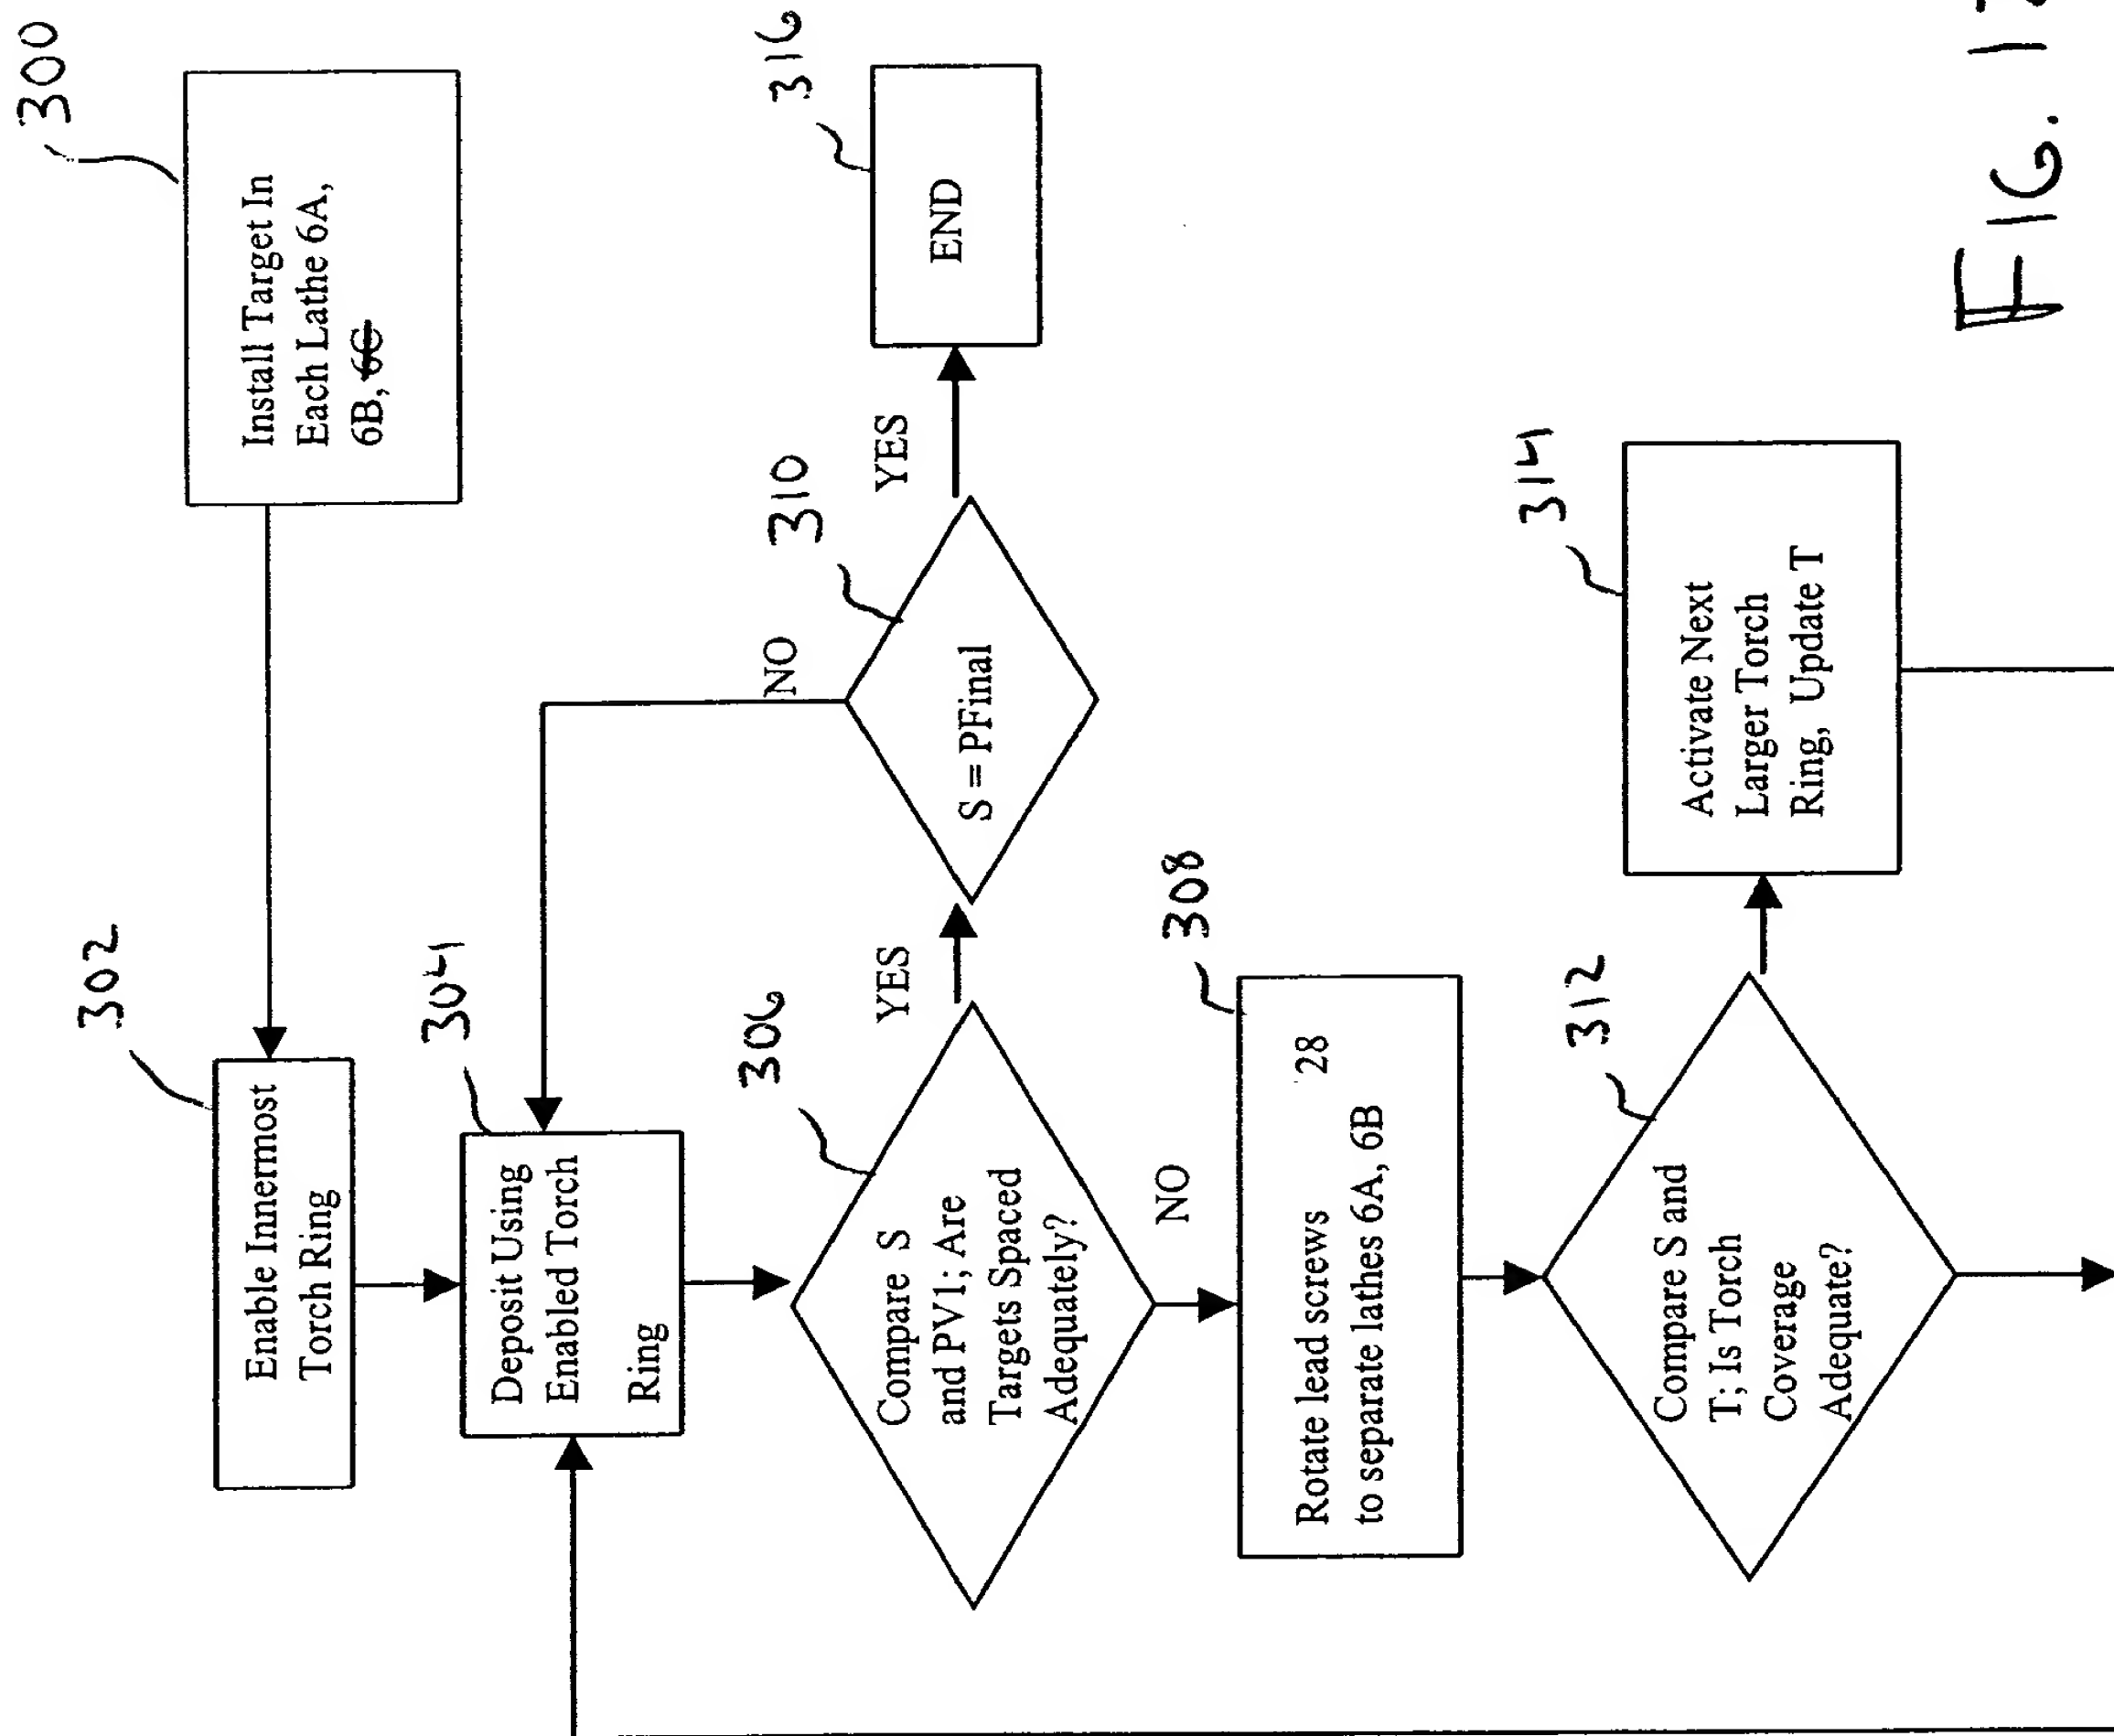 300
Install Target In
Each Lathe 6A,
6B, 6C
302
Enable Innermost
Torch Ring
304
Deposit Using
Enabled Torch
Ring
306
Compare S
and PV1; Are
Targets Spaced
Adequately?
YES
310
S = PFinal
NO
YES
316
END
NO
308
Rotate lead screws 28
to separate lathes 6A, 6B
312
Compare S and
T; Is Torch
Coverage
Adequate?
314
Activate Next
Larger Torch
Ring, Update T
FIG.